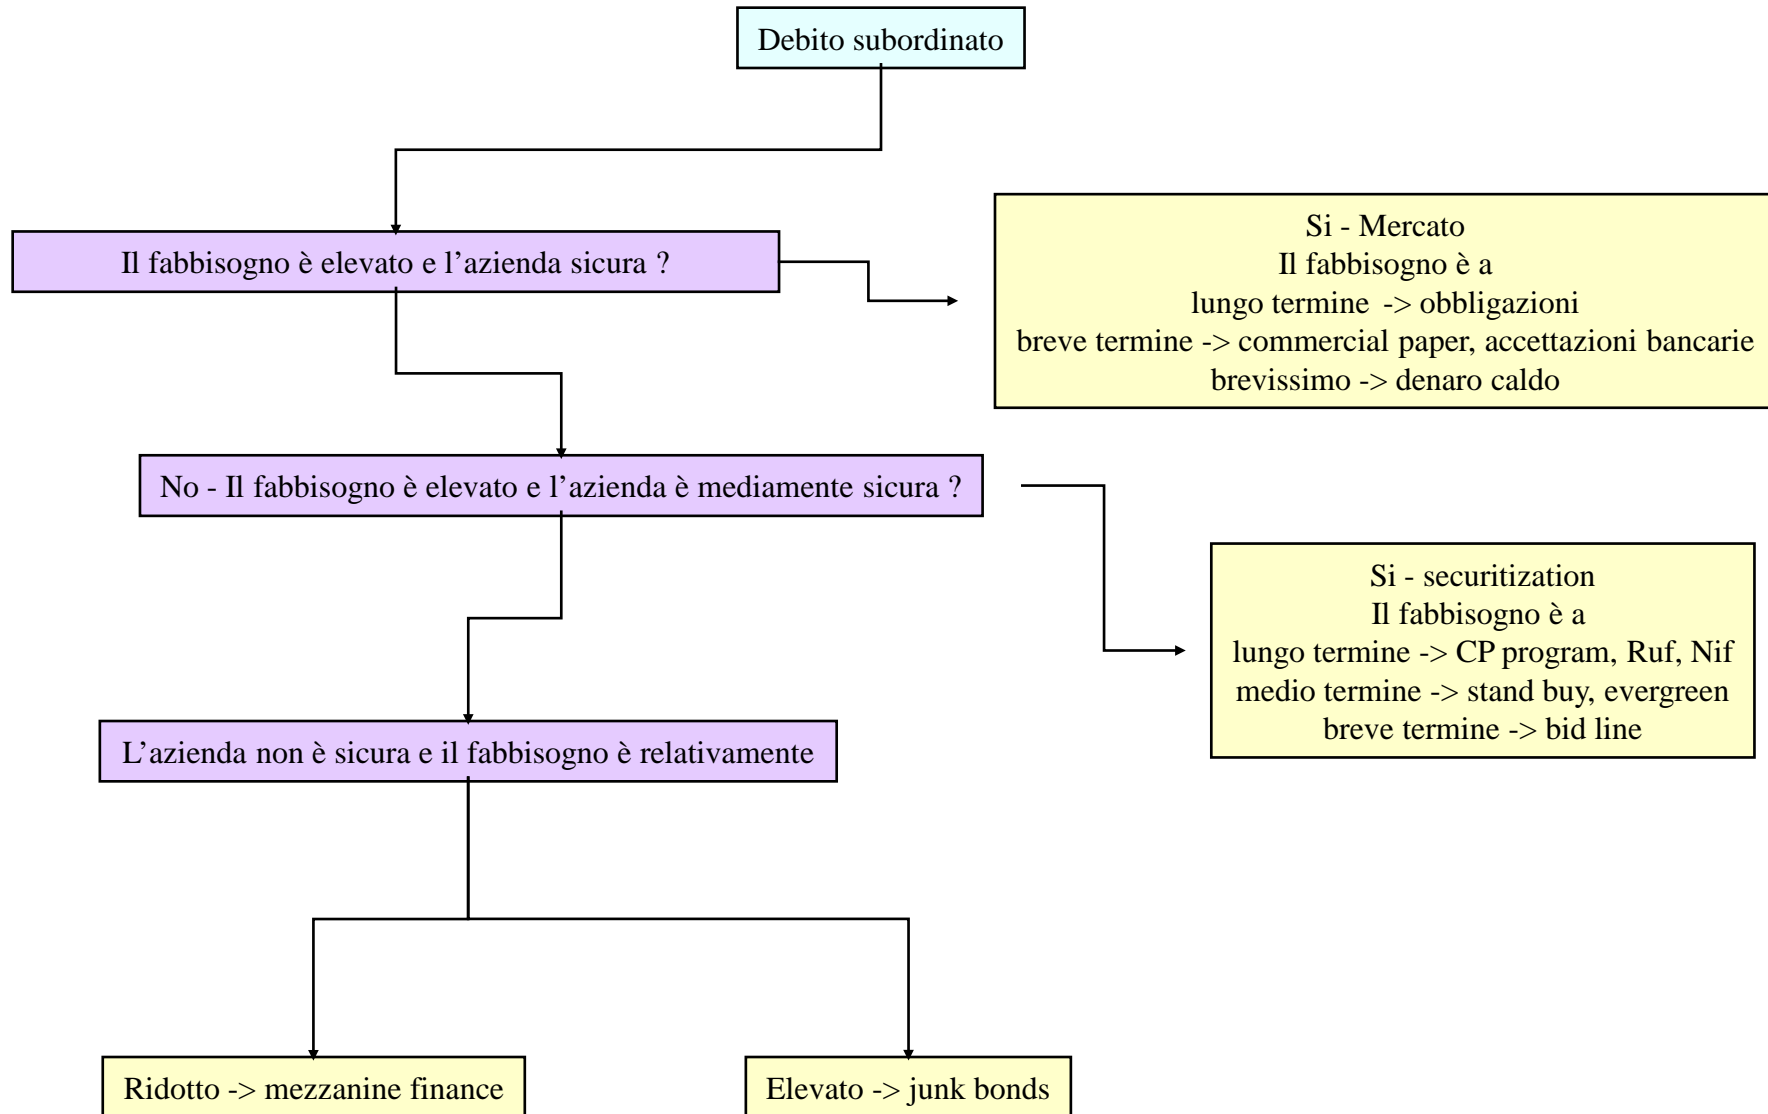 Debito subordinato
Il fabbisogno è elevato e l’azienda sicura ?
Si - Mercato
Il fabbisogno è a
lungo termine -> obbligazioni
breve termine -> commercial paper, accettazioni bancarie
brevissimo -> denaro caldo
No - Il fabbisogno è elevato e l’azienda è mediamente sicura ?
Si - securitization
Il fabbisogno è a
lungo termine -> CP program, Ruf, Nif
medio termine -> stand buy, evergreen
breve termine -> bid line
L’azienda non è sicura e il fabbisogno è relativamente
Ridotto -> mezzanine finance
Elevato -> junk bonds